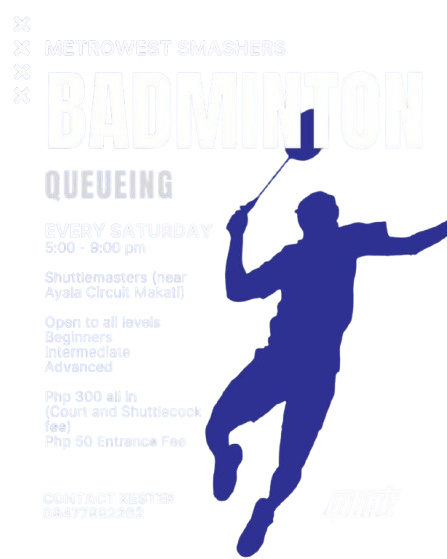 METROWEST SMASHERS
BADMINTON
QUEUEING
EVERY SATURDAY
5:00 - 9:00 pm
Shuttlemasters (near
Ayala Circuit Makati)
Open to all levels
Beginners
Intermediate
Advanced
Php 300 all in
(Court and Shuttlecock
fee)
Php 50 Entrance Fee
CONTACT KESTER